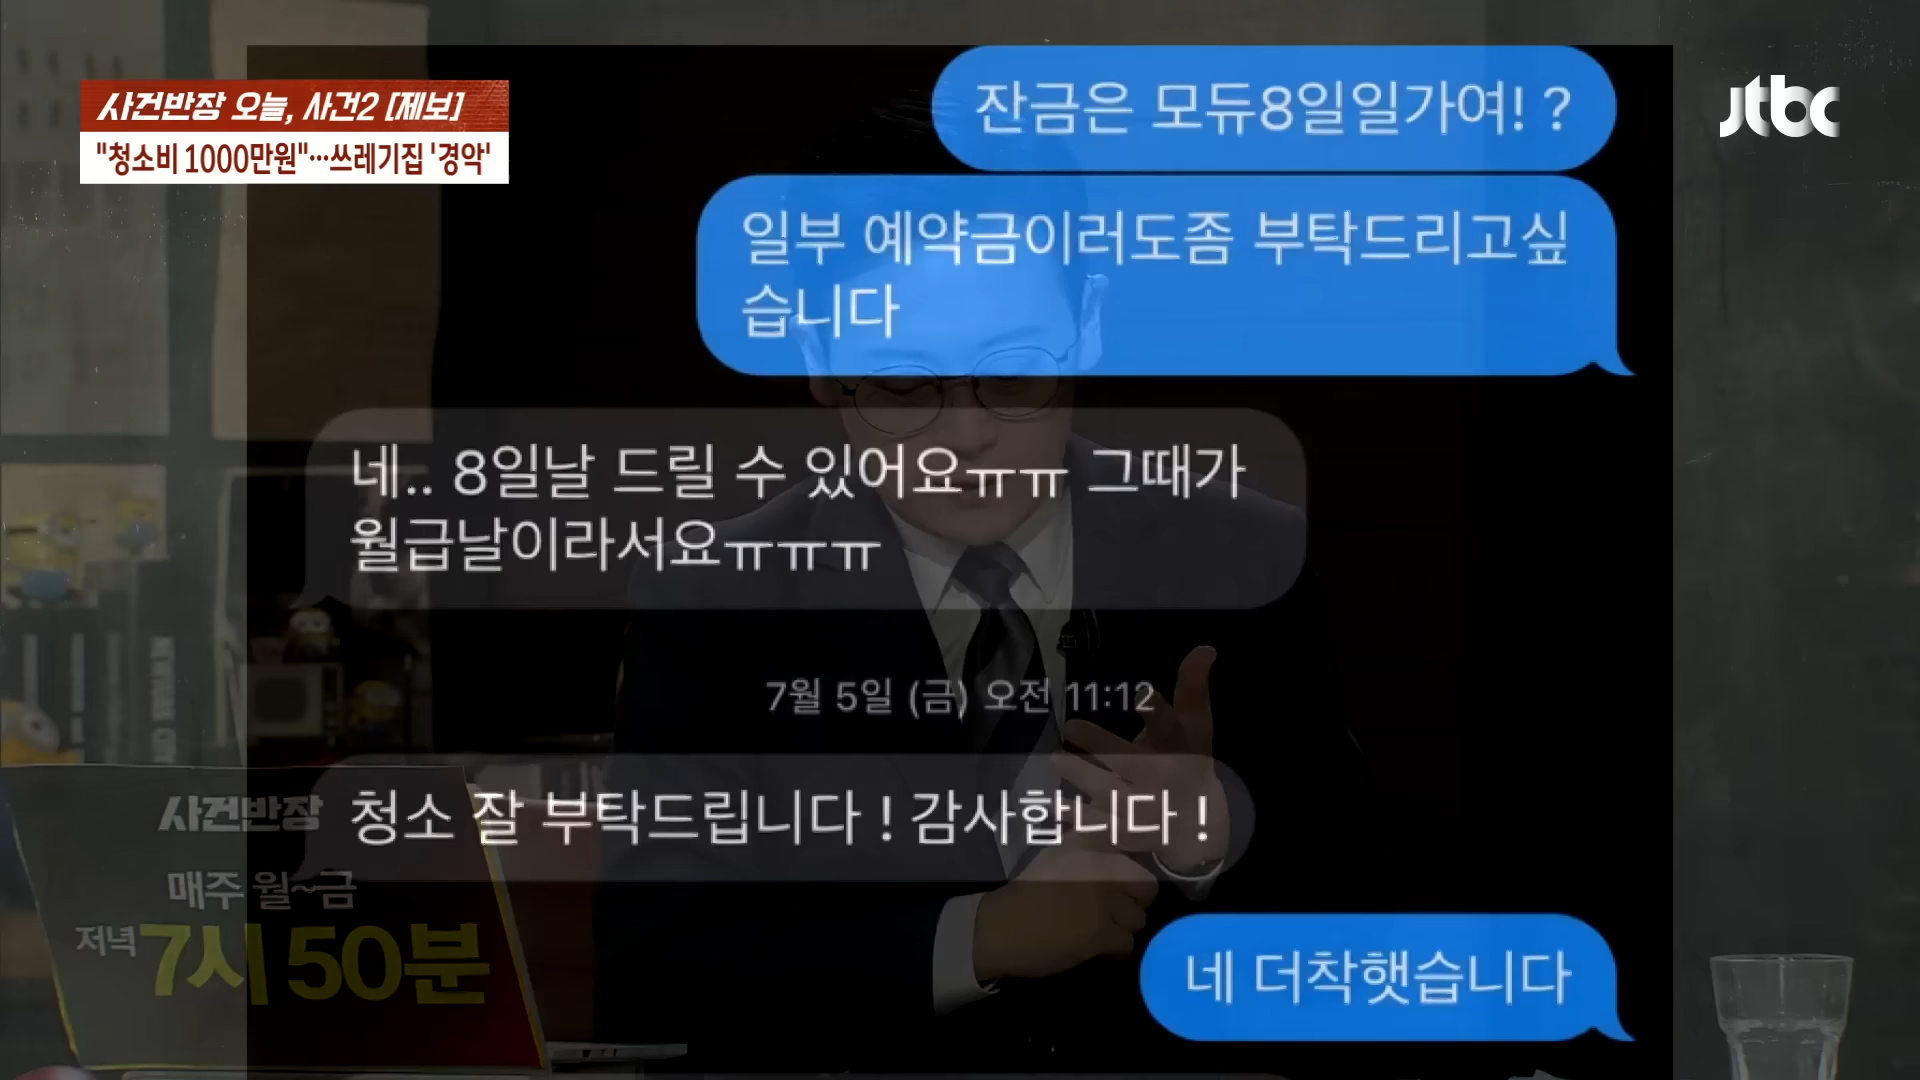 사건반장 오늘, 사건2 [제보]
"청소비 1000만원"…쓰레기집 '경악'
jtbc
잔금은 모듀8일일가여! ?
일부 예약금이러도좀 부탁드리고싶
습니다
네.. 8일날 드릴 수 있어요ㅠㅠ 그때가
월급날이라서요ㅠㅠㅠ
7월 5일 (금) 오전 11:12
청소 잘 부탁드립니다 ! 감사합니다 !
네 더착햇습니다
사건반장
매주 월~금
저녁 7시 50분